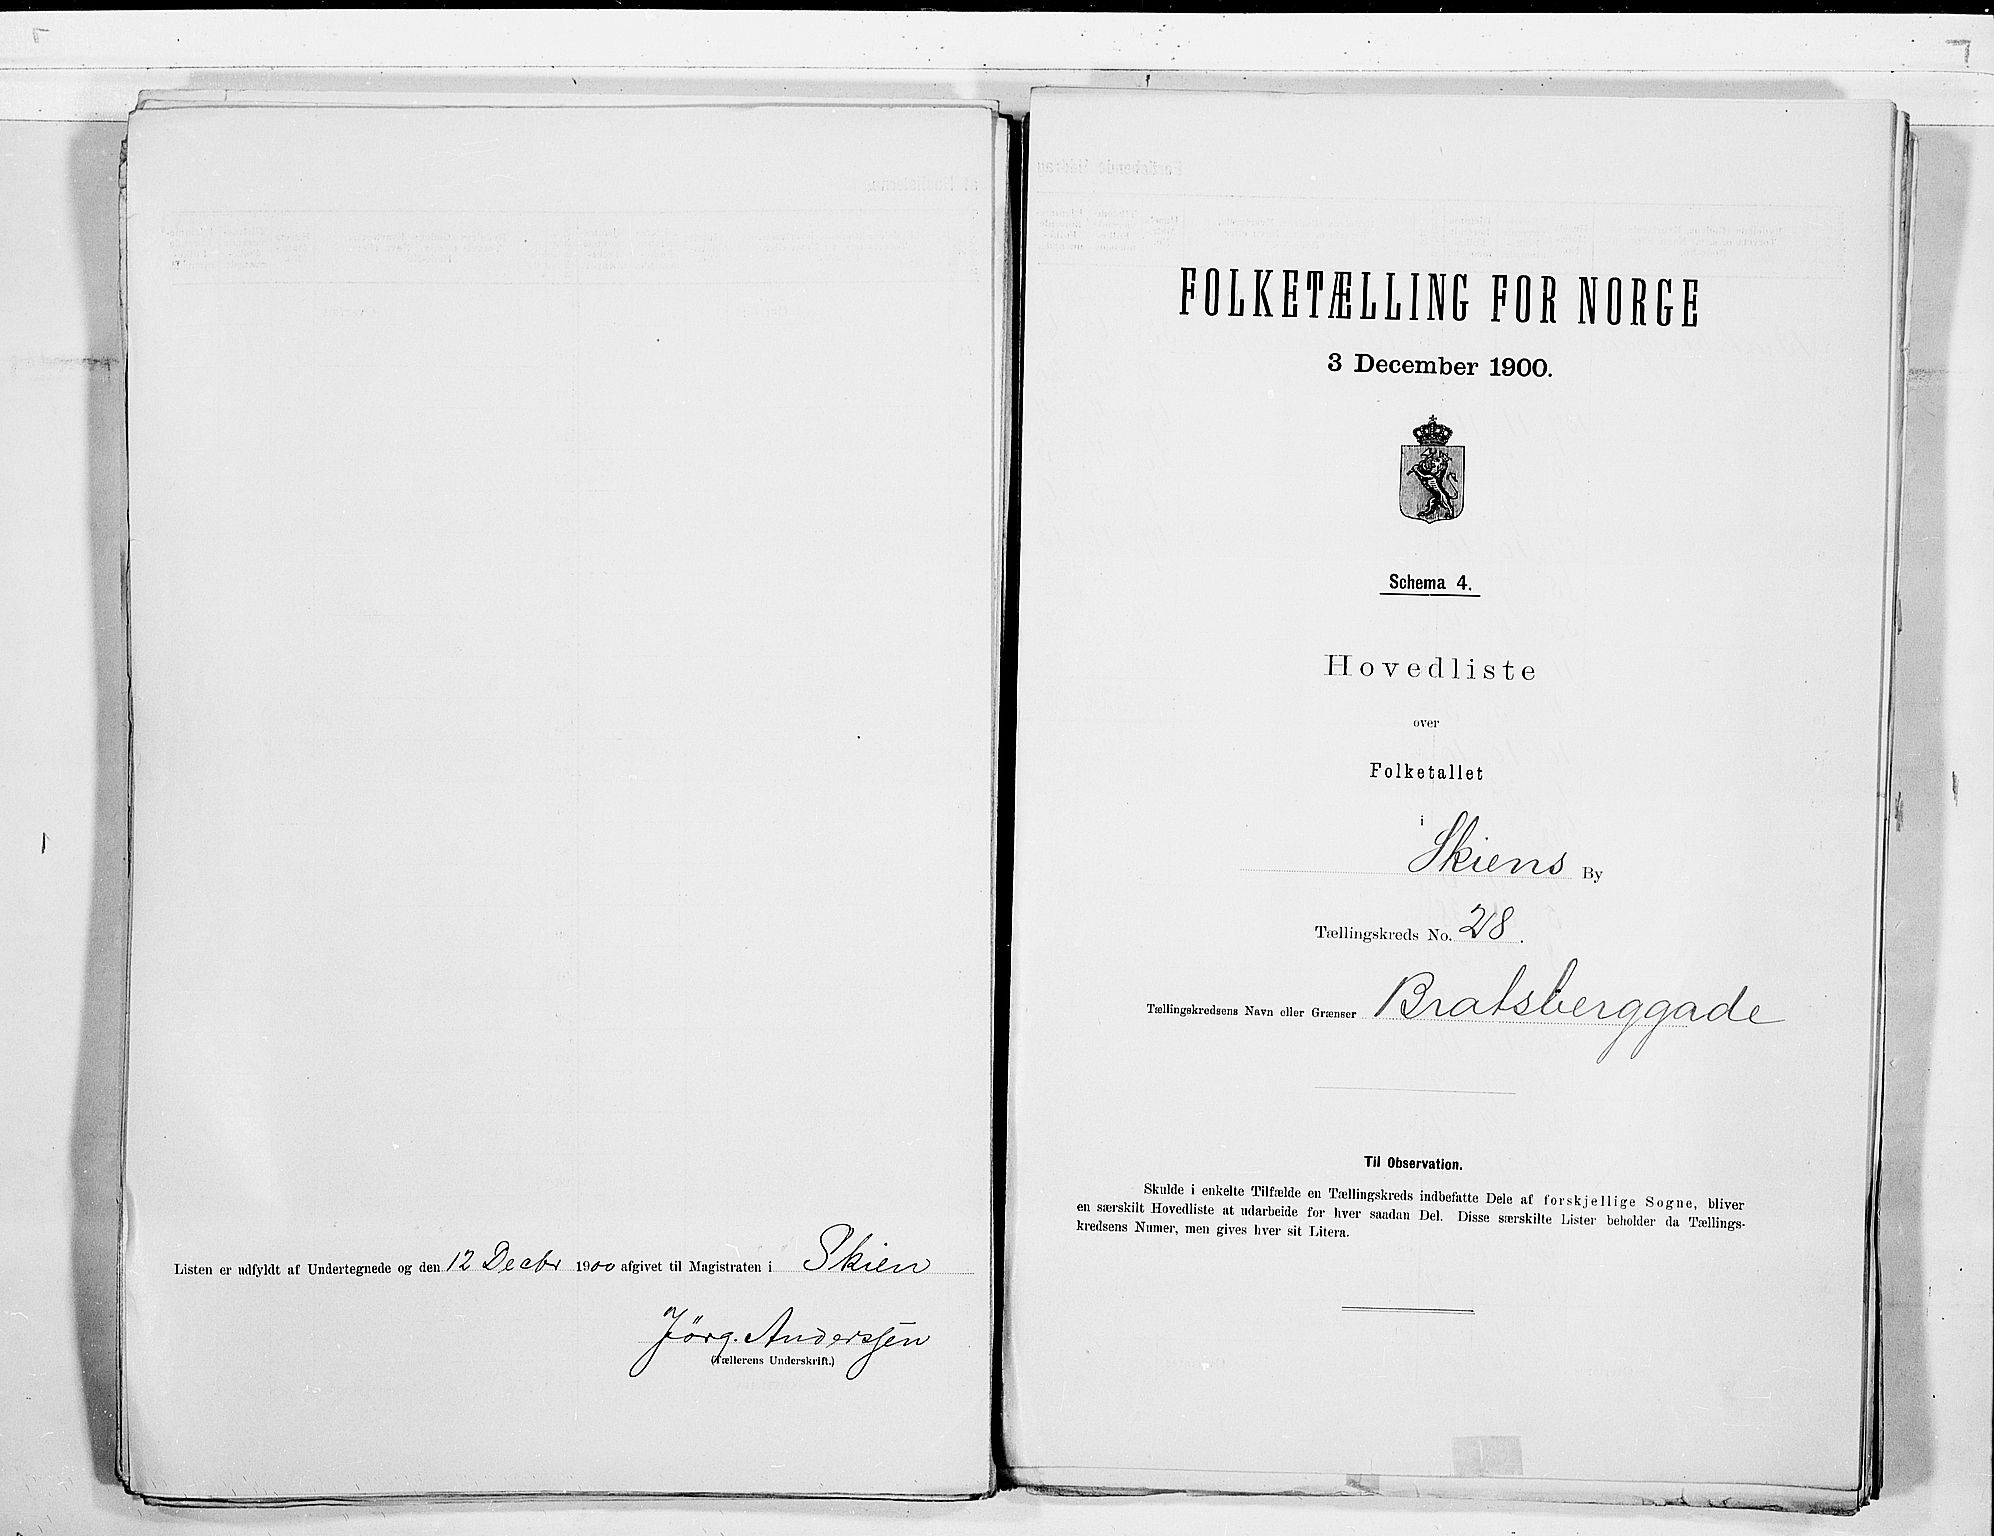 Listen er udfyldt af Undertegnede og den 12 Decbr 1900 afgivet til Magistraten i Skien
Jörg. Anderssen
(Tællerens Underskrift.)
FOLKETÆLLING FOR NORGE
3 December 1900.
Schema 4.
Hovedliste
over
Folketallet
i
Skiens By
Tællingskreds No. 28.
Tællingskredsens Navn eller Grænser Bratsberggade
Til Observation.
Skulde i enkelte Tilfælde en Tællingskreds indbefatte Dele af forskjellige Sogne, bliver
en særskilt Hovedliste at udarbeide for hver saadan Del. Disse særskilte Lister beholder da Tællings-
kredsens Numer, men gives hver sit Litera.